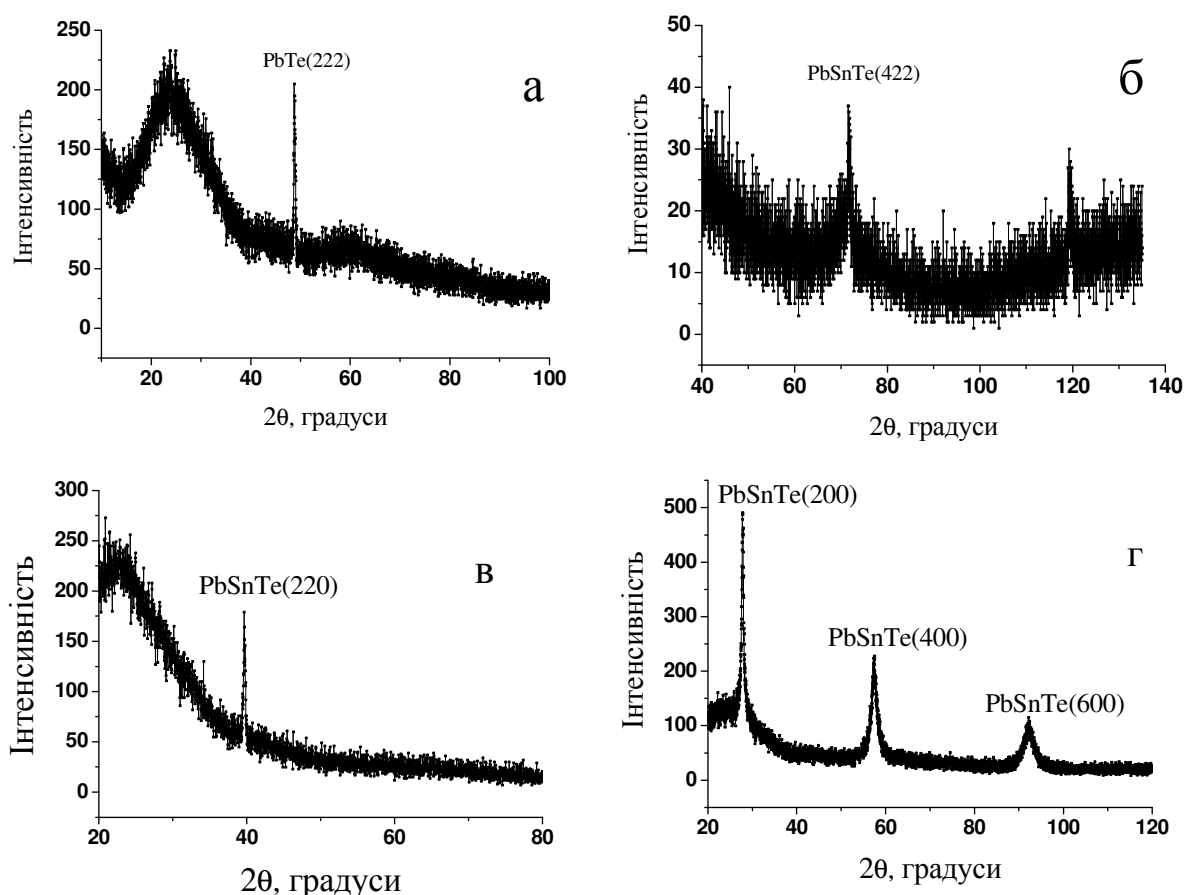 250
200
150
100
50
0
PbTe(222)
а
Інтенсивність
20
40
60
80
100
2θ, градуси
50
40
30
20
10
0
PbSnTe(422)
б
Інтенсивність
40
60
80
100
120
140
2θ, градуси
300
250
200
150
100
50
0
PbSnTe(220)
в
Інтенсивність
20
40
60
80
2θ, градуси
500
400
300
200
100
0
PbSnTe(200)
PbSnTe(400)
PbSnTe(600)
г
Інтенсивність
20
40
60
80
100
120
2θ, градуси